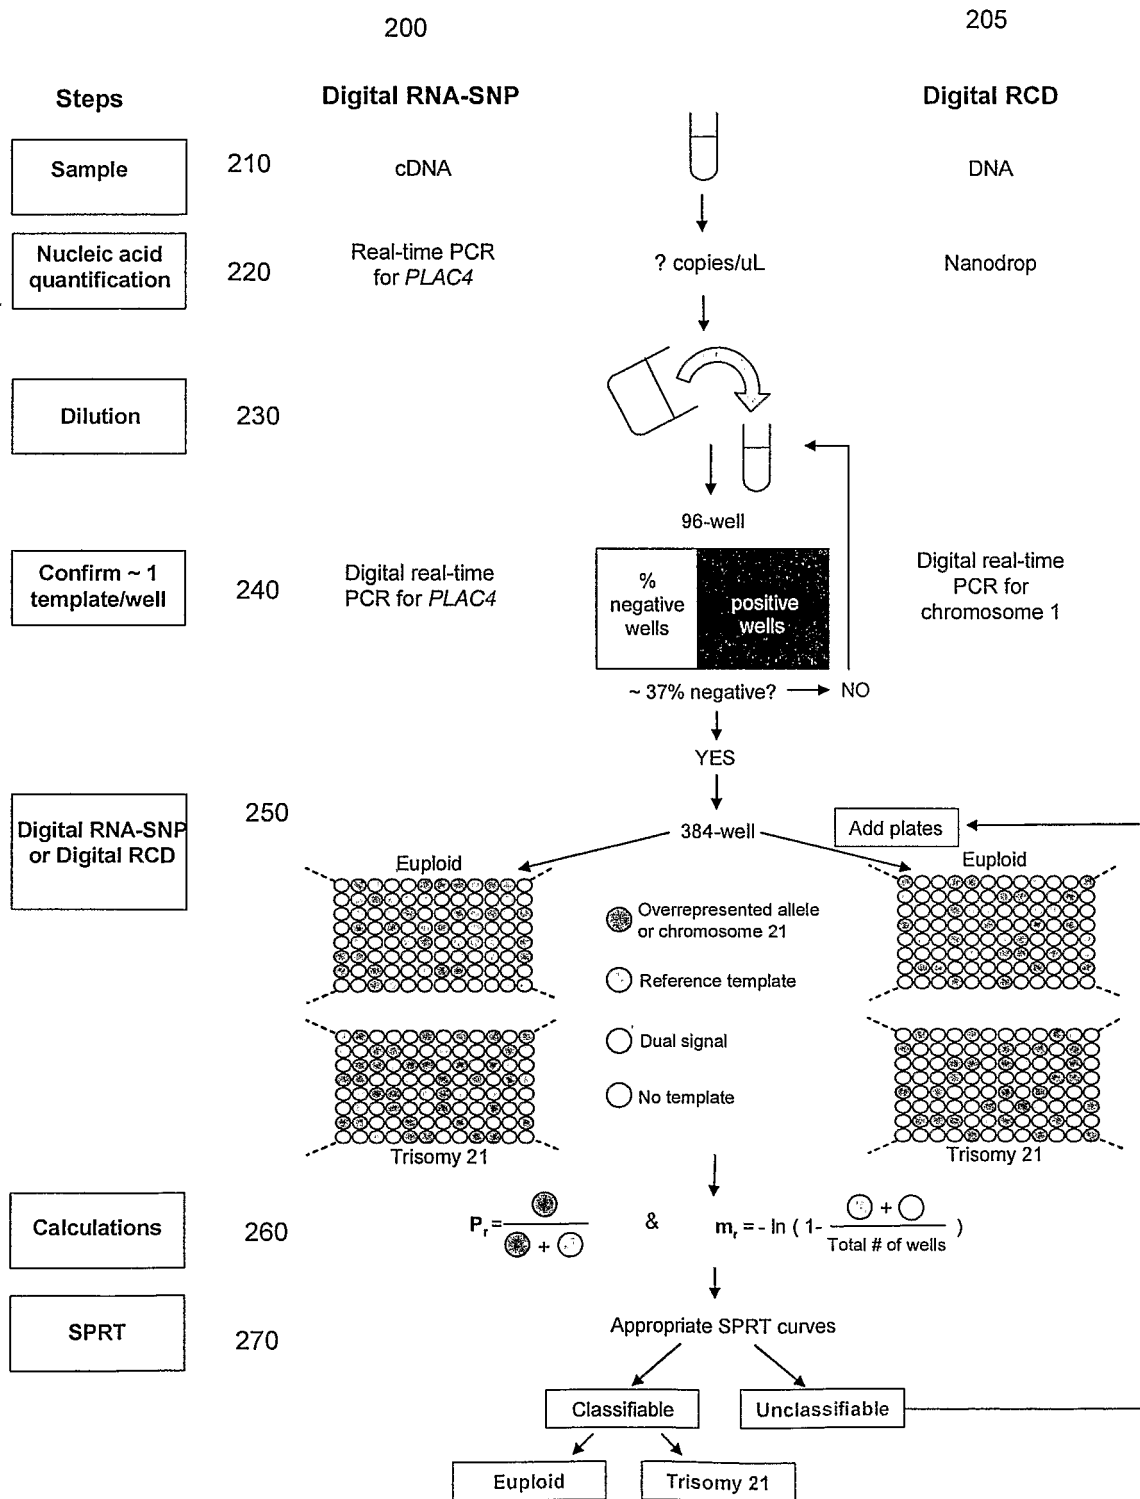 200
205
Steps
Digital RNA-SNP
Digital RCD
Sample
210
cDNA
DNA
Nucleic acid
quantification
220
Real-time PCR
for PLAC4
? copies/uL
Nanodrop
Dilution
230
96-well
Confirm ~ 1
template/well
240
Digital real-time
PCR for PLAC4
%
negative
wells
positive
wells
Digital real-time
PCR for
chromosome 1
~ 37% negative?
NO
YES
Digital RNA-SNP
or Digital RCD
250
384-well
Add plates
Euploid
Euploid
Overrepresented allele
or chromosome 21
Reference template
Dual signal
No template
Trisomy 21
Trisomy 21
Calculations
260
Pr = / + & mr = - ln ( 1- + / Total # of wells )
SPRT
270
Appropriate SPRT curves
Classifiable
Unclassifiable
Euploid
Trisomy 21